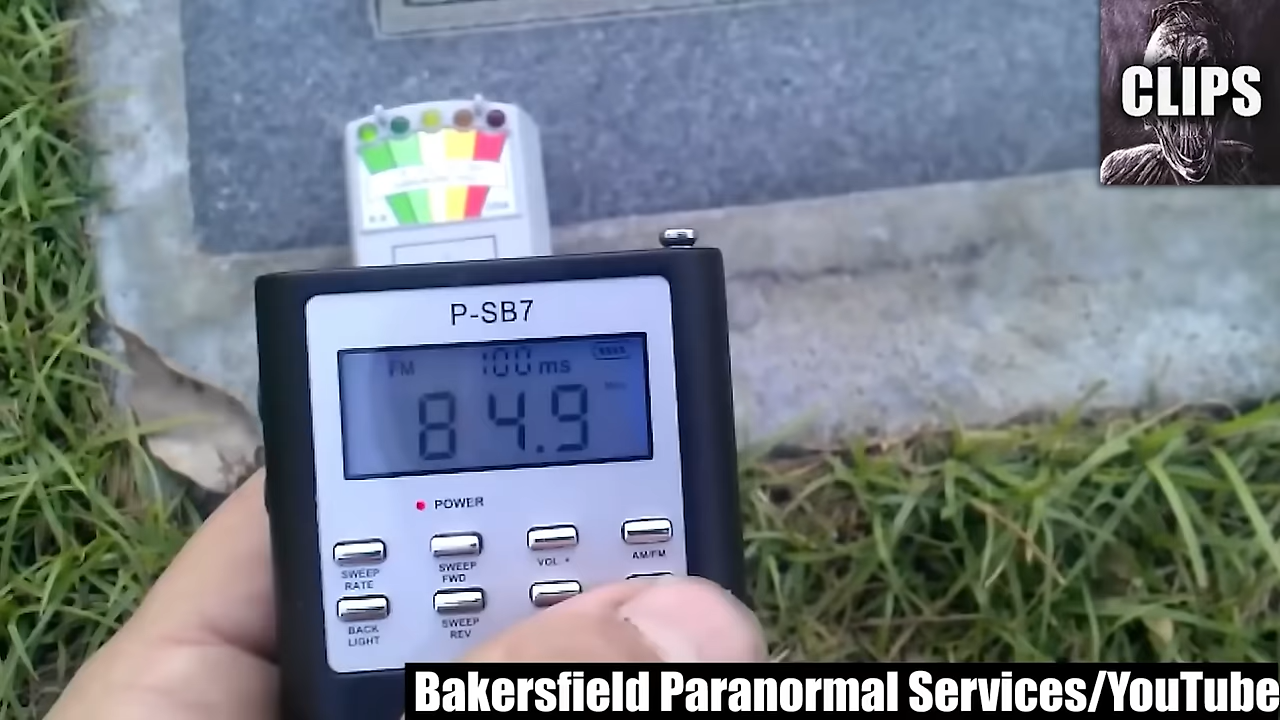 CLIPS
P-SB7
FM 100 ms
84.9
POWER
SWEEP RATE
SWEEP FWD
VOL +
AM/FM
BACK LIGHT
SWEEP REV
Bakersfield Paranormal Services/YouTube